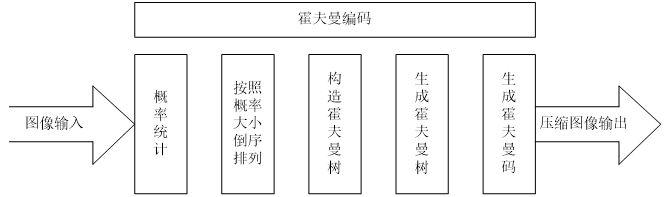 霍夫曼编码
图像输入
概率统计
按照概率大小倒序排列
构造霍夫曼树
生成霍夫曼树
生成霍夫曼码
压缩图像输出